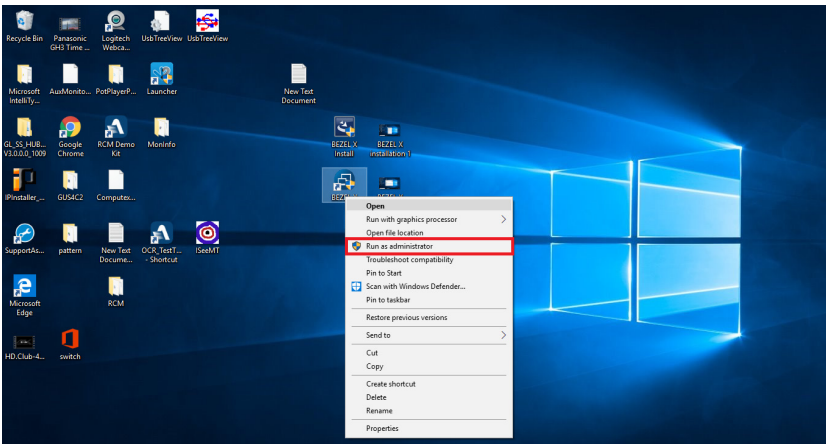 Recycle Bin
Panasonic
GH3 Time ...
Logitech
Webca...
UsbTreeView
UsbTreeView
Microsoft
IntelliTy...
AuxMonito...
PotPlayerP...
Launcher
New Text
Document
GL_SS_HUB...
V3.0.0.0_1009
Google
Chrome
RCM Demo
Kit
MonInfo
BEZEL X
Install
BEZEL X
installation 1
IPInstaller_...
GUS4C2
Computex...
SupportAs...
pattern
New Text
Docume...
OCR_TestT...
- Shortcut
ISeeMT
Microsoft
Edge
RCM
HD.Club-4...
switch
Open
Run with graphics processor
Open file location
Run as administrator
Troubleshoot compatibility
Pin to Start
Scan with Windows Defender...
Pin to taskbar
Restore previous versions
Send to
Cut
Copy
Create shortcut
Delete
Rename
Properties